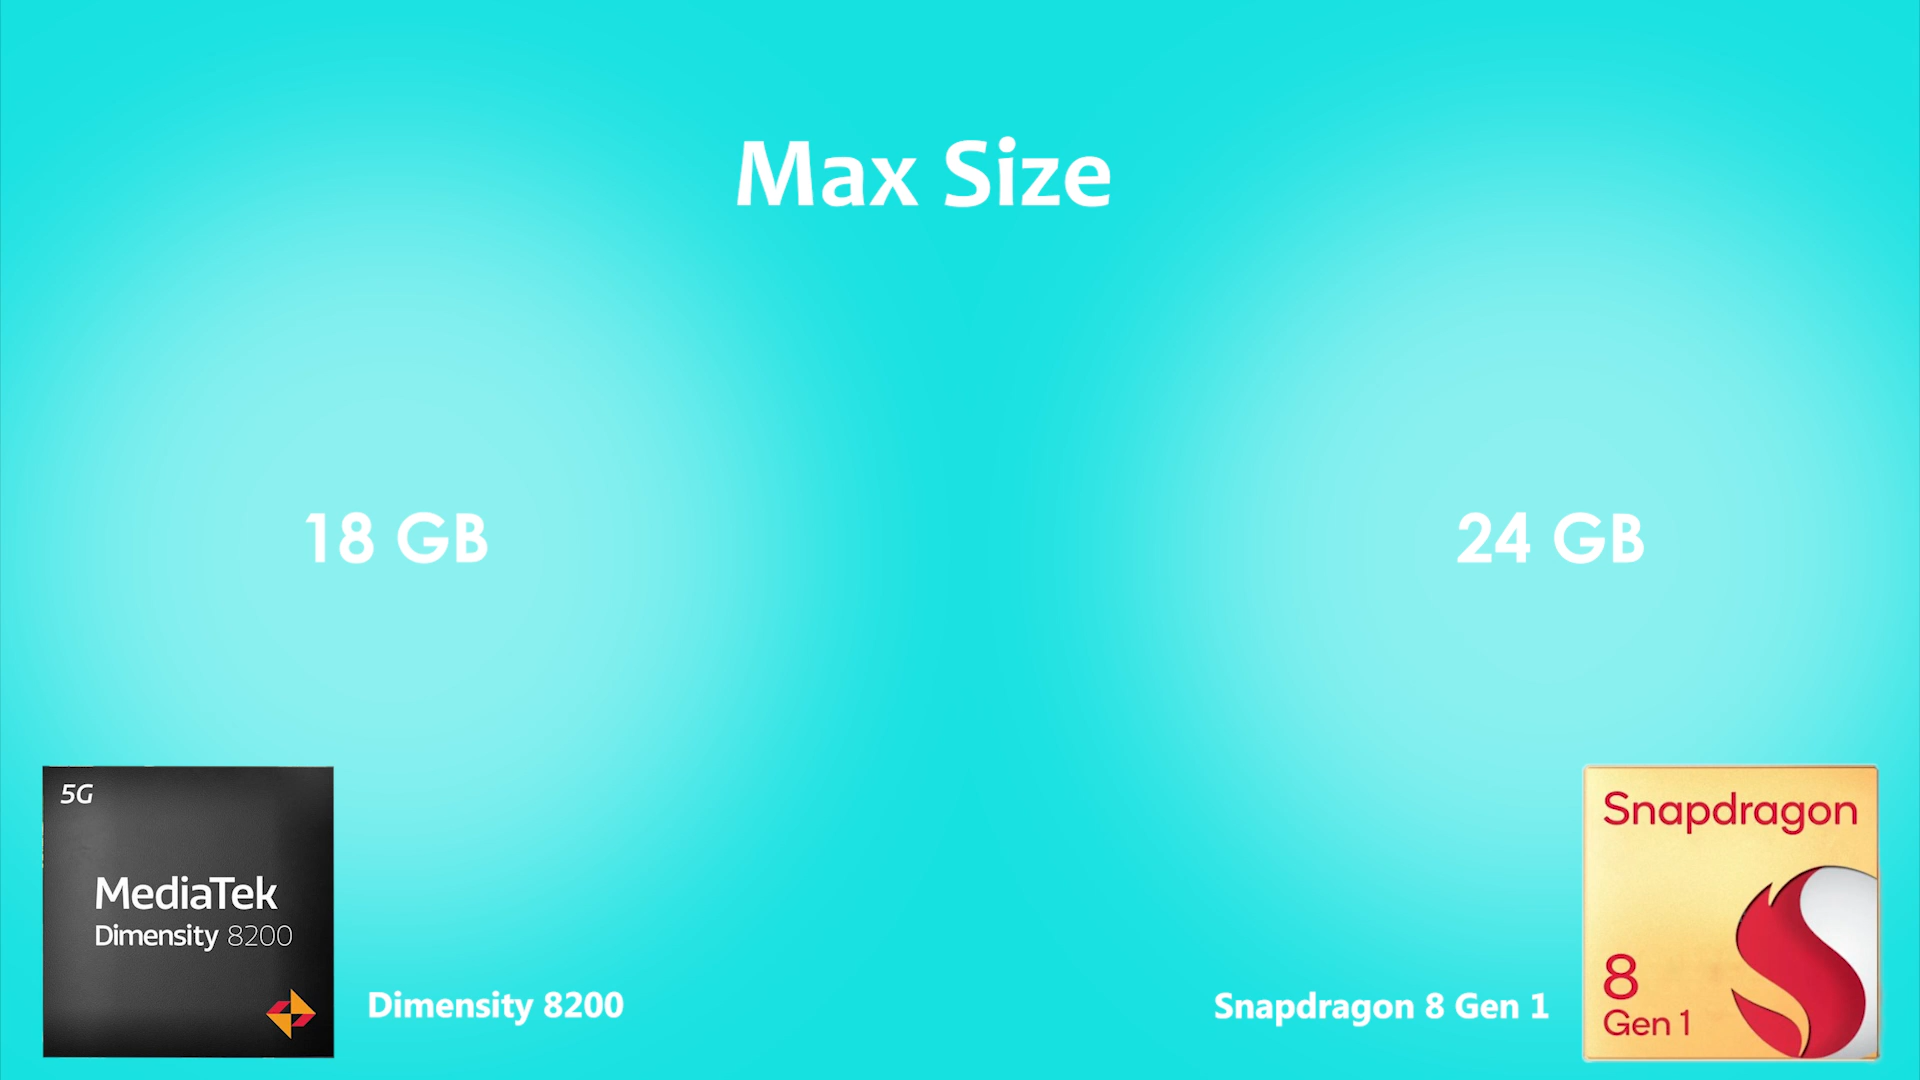 Max Size
18 GB
24 GB
5G
MediaTek
Dimensity 8200
Dimensity 8200
Snapdragon 8 Gen 1
Snapdragon
8
Gen 1